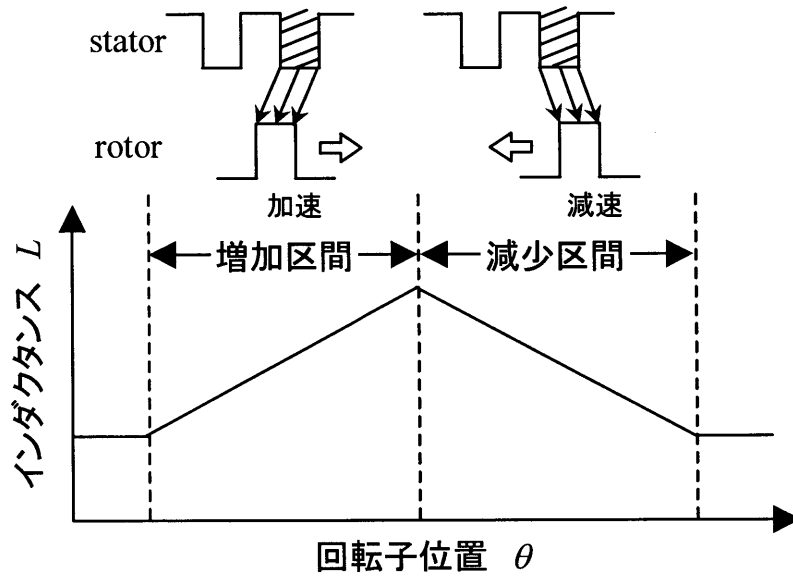 stator
rotor
加速
減速
増加区間
減少区間
インダクタンス L
回転子位置 θ